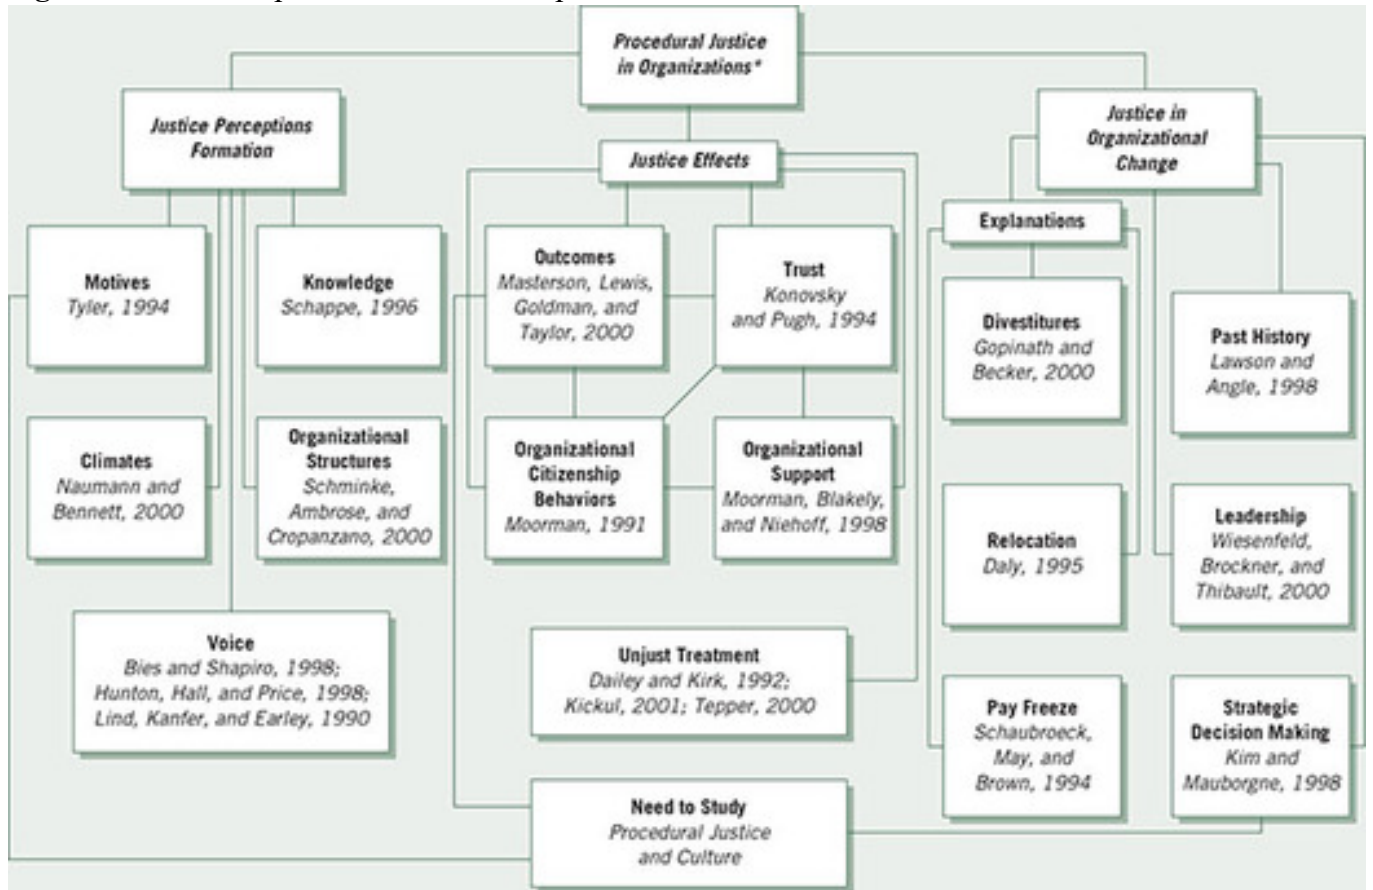 Procedural Justice
in Organizations*
Justice Perceptions
Formation
Justice Effects
Justice in
Organizational
Change
Motives
Tyler, 1994
Knowledge
Schappe, 1996
Outcomes
Masterson, Lewis,
Goldman, and
Taylor, 2000
Trust
Konovsky
and Pugh, 1994
Explanations
Divestitures
Gopinath and
Becker, 2000
Past History
Lawson and
Angle, 1998
Climates
Naumann and
Bennett, 2000
Organizational
Structures
Schminke,
Ambrose, and
Cropanzano, 2000
Organizational
Citizenship
Behaviors
Moorman, 1991
Organizational
Support
Moorman, Blakely,
and Niehoff, 1998
Relocation
Daly, 1995
Leadership
Wiesenfeld,
Brockner, and
Thibault, 2000
Voice
Bies and Shapiro, 1998;
Hunton, Hall, and Price, 1998;
Lind, Kanfer, and Earley, 1990
Unjust Treatment
Dailey and Kirk, 1992;
Kickul, 2001; Tepper, 2000
Pay Freeze
Schaubroeck,
May, and
Brown, 1994
Strategic
Decision Making
Kim and
Mauborgne, 1998
Need to Study
Procedural Justice
and Culture